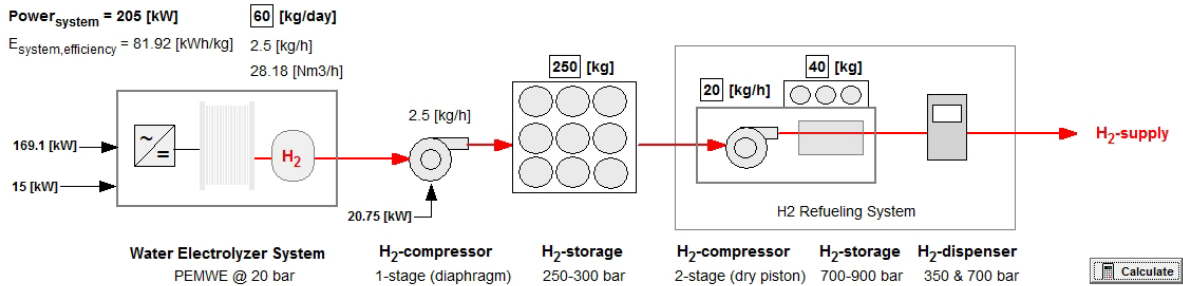 Power_system = 205 [kW]
60 [kg/day]
E_system,efficiency = 81.92 [kWh/kg]
2.5 [kg/h]
28.18 [Nm3/h]
250 [kg]
40 [kg]
20 [kg/h]
2.5 [kg/h]
169.1 [kW]
~
=
H₂
H₂-supply
15 [kW]
20.75 [kW]
H2 Refueling System
Water Electrolyzer System
PEMWE @ 20 bar
H₂-compressor
1-stage (diaphragm)
H₂-storage
250-300 bar
H₂-compressor
2-stage (dry piston)
H₂-storage
700-900 bar
H₂-dispenser
350 & 700 bar
Calculate